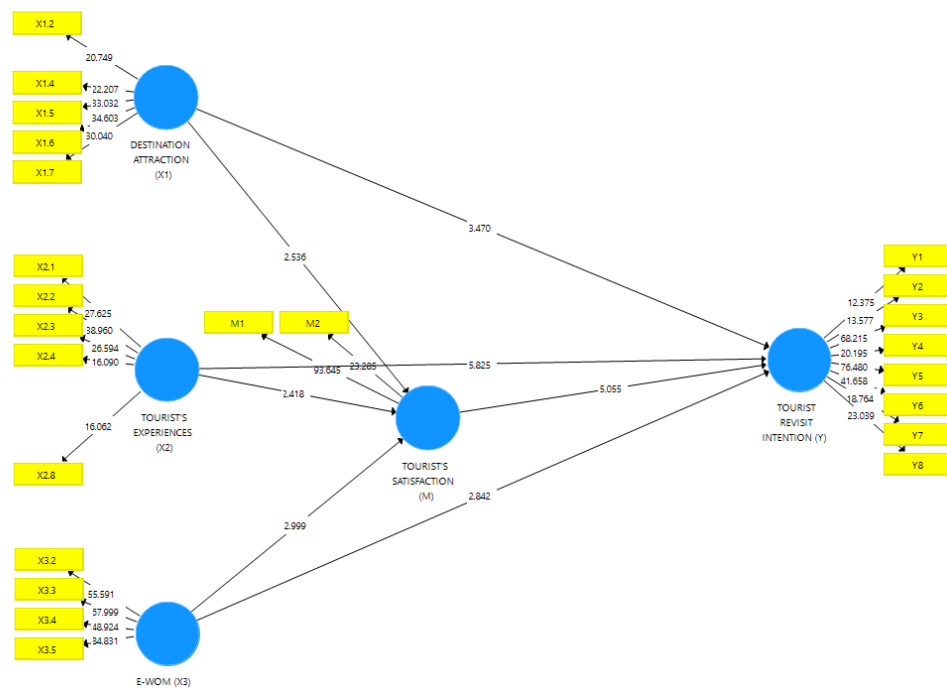 X1.2
20.749
X1.4
22.207
X1.5
33.032
34.603
X1.6
30.040
X1.7
DESTINATION
ATTRACTION
(X1)
3.470
2.536
X2.1
X2.2
27.625
X2.3
38.960
26.594
X2.4
16.090
M1
M2
93.645
23.285
5.825
2.418
5.055
TOURIST'S
EXPERIENCES
(X2)
16.062
X2.8
TOURIST'S
SATISFACTION
(M)
Y1
Y2
12.375
Y3
13.577
68.215
Y4
20.195
76.480
Y5
41.658
18.764
Y6
23.039
Y7
Y8
TOURIST
REVISIT
INTENTION (Y)
2.842
2.999
X3.2
X3.3
55.591
57.999
X3.4
48.924
X3.5
E-WOM (X3)